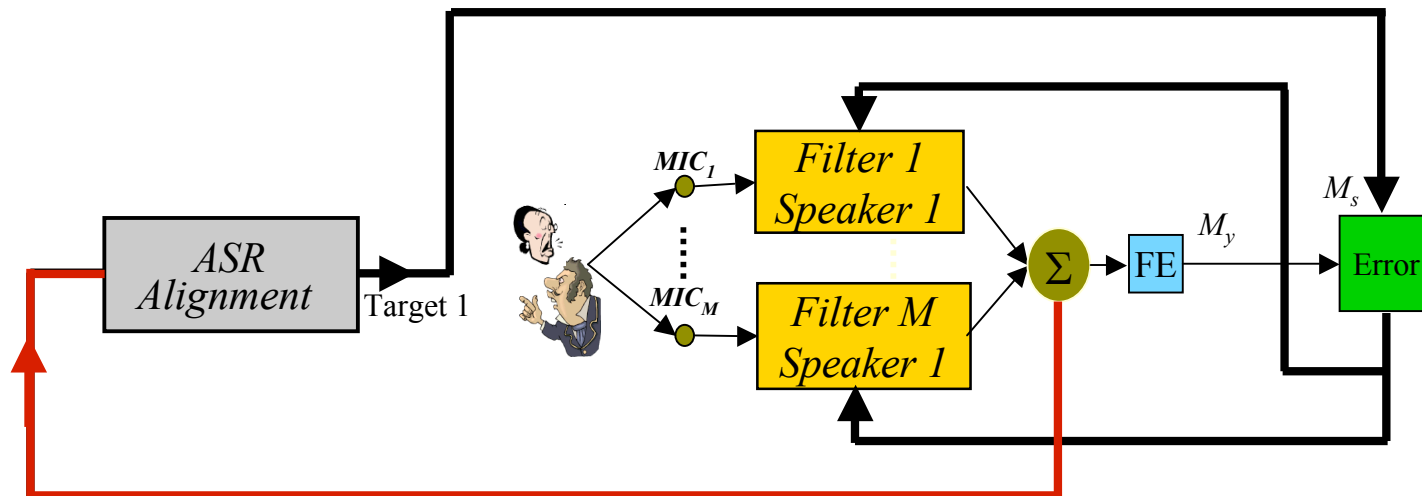 ASR
Alignment
Target 1
MIC1
MICM
Filter 1
Speaker 1
Filter M
Speaker 1
Σ
FE
My
Ms
Error